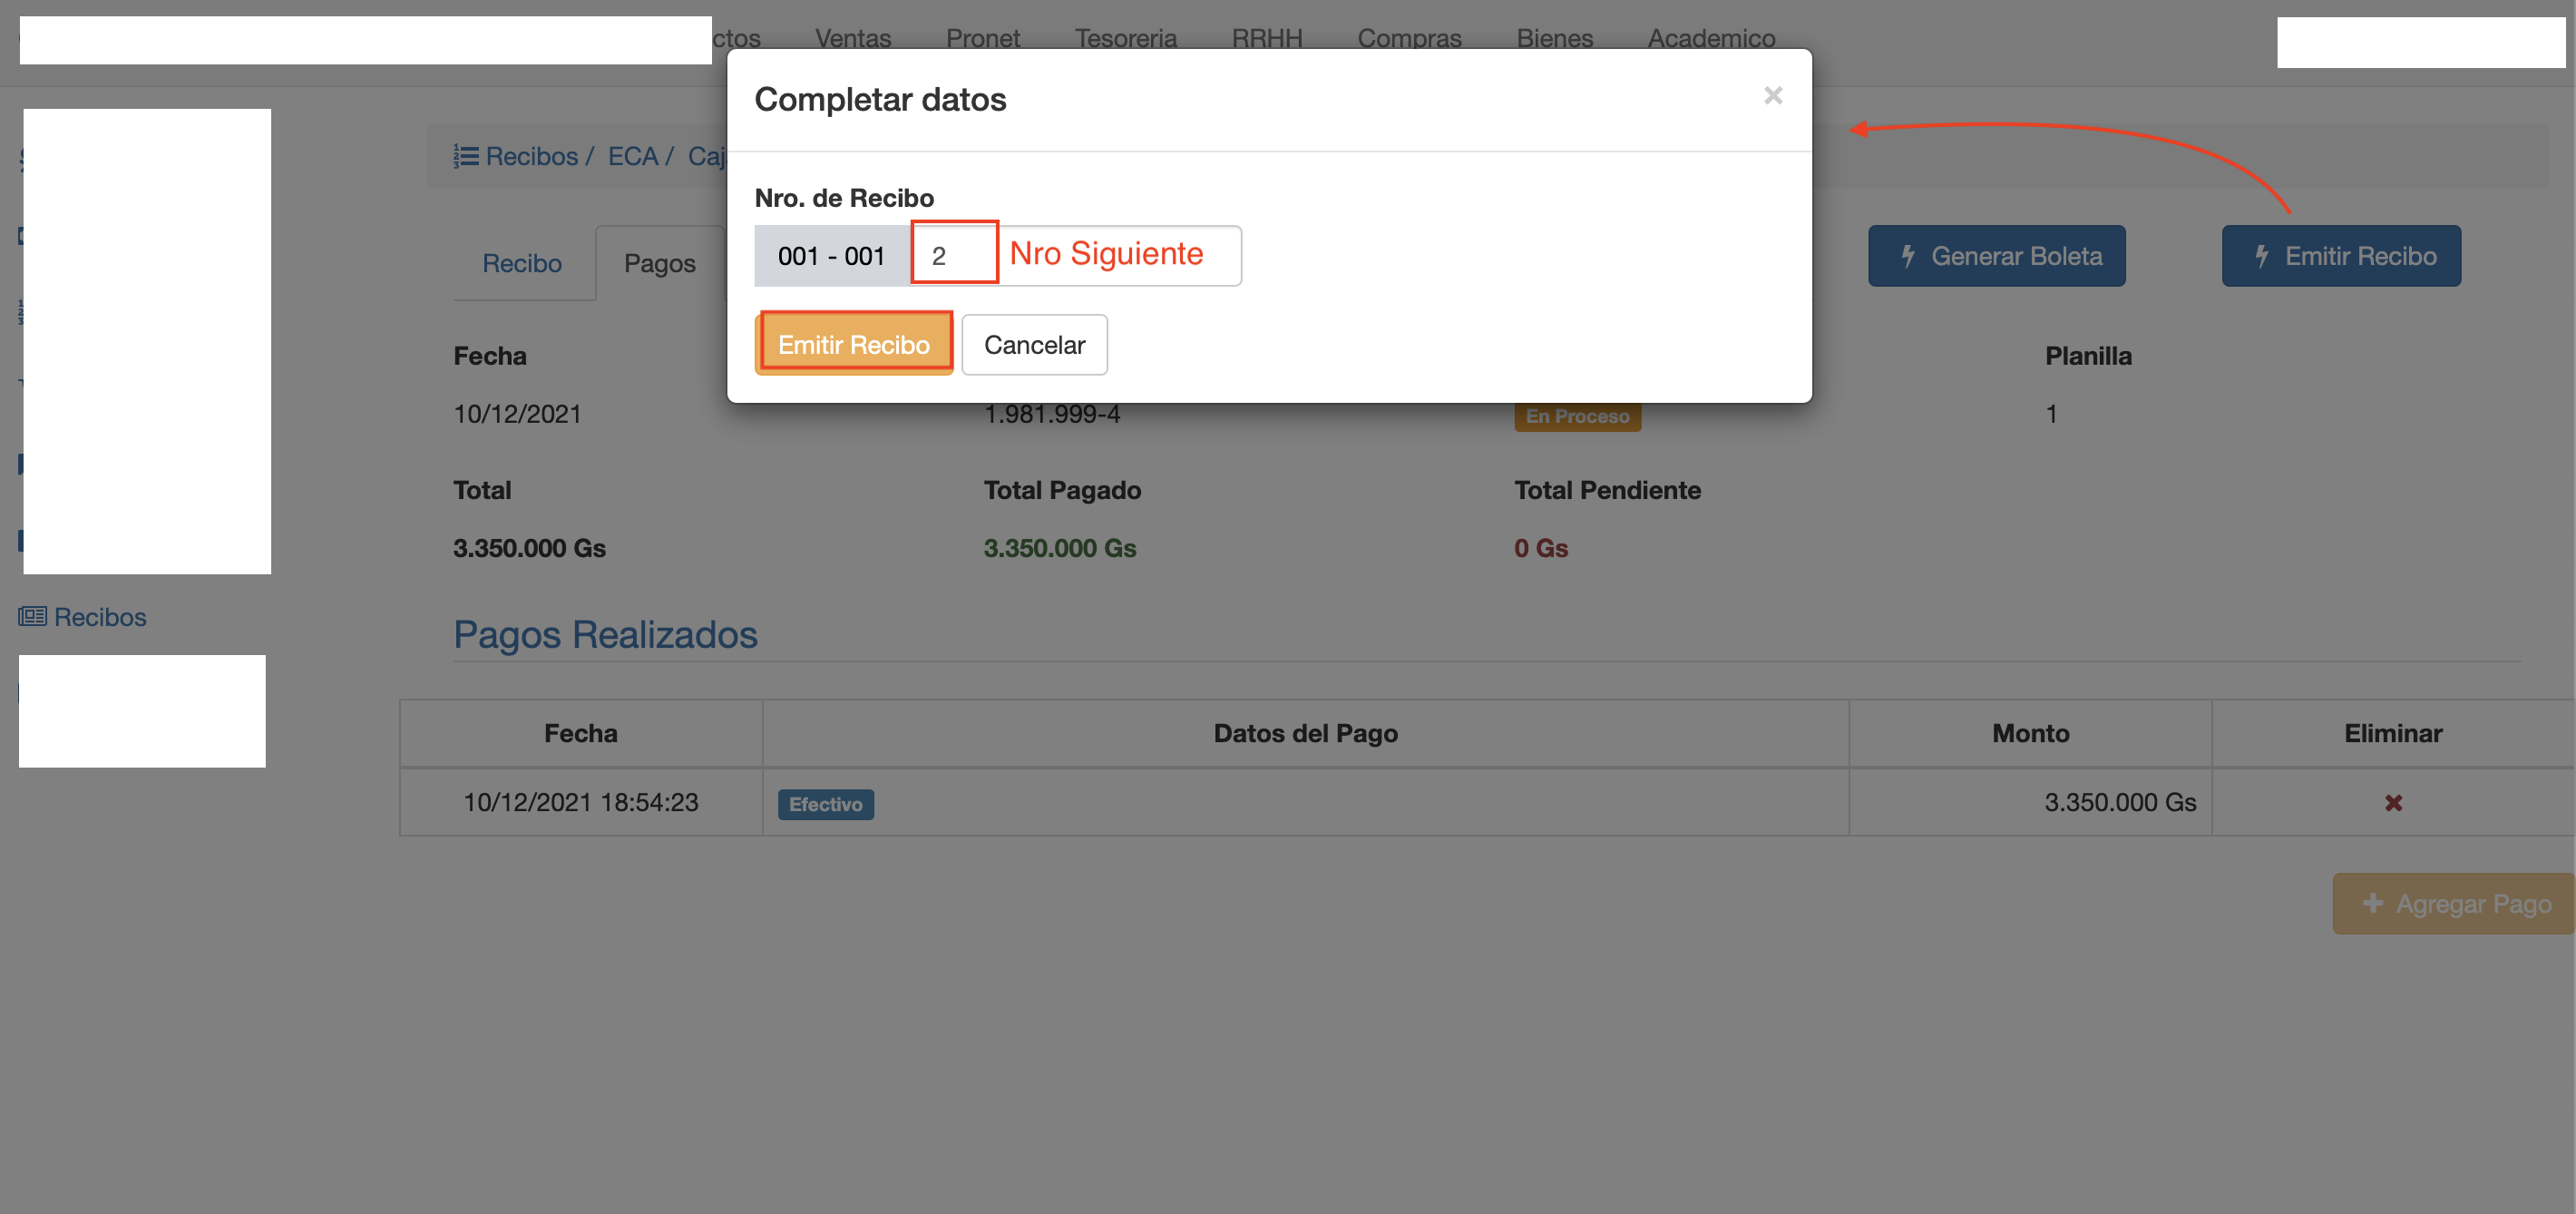 ctos Ventas Pronet Tesoreria RRHH Compras Bienes Academico
Completar datos ×
Recibos / ECA / Caj
Nro. de Recibo
001 - 001 2 Nro Siguiente
Recibo Pagos Generar Boleta Emitir Recibo
Emitir Recibo Cancelar
Fecha Planilla
10/12/2021 1.981.999-4 En Proceso 1
Total Total Pagado Total Pendiente
3.350.000 Gs 3.350.000 Gs 0 Gs
Recibos
Pagos Realizados
Fecha Datos del Pago Monto Eliminar
10/12/2021 18:54:23 Efectivo 3.350.000 Gs
Agregar Pago